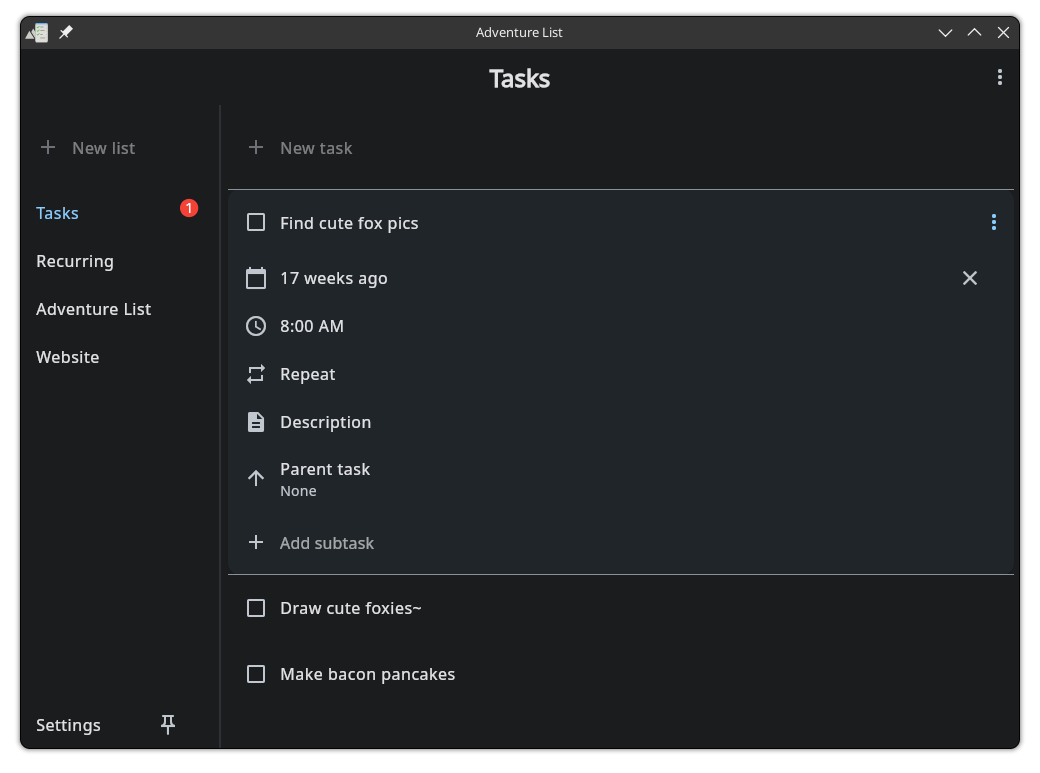 Adventure List
Tasks
New list
Tasks
1
Recurring
Adventure List
Website
Settings
New task
Find cute fox pics
17 weeks ago
8:00 AM
Repeat
Description
Parent task
None
Add subtask
Draw cute foxies~
Make bacon pancakes